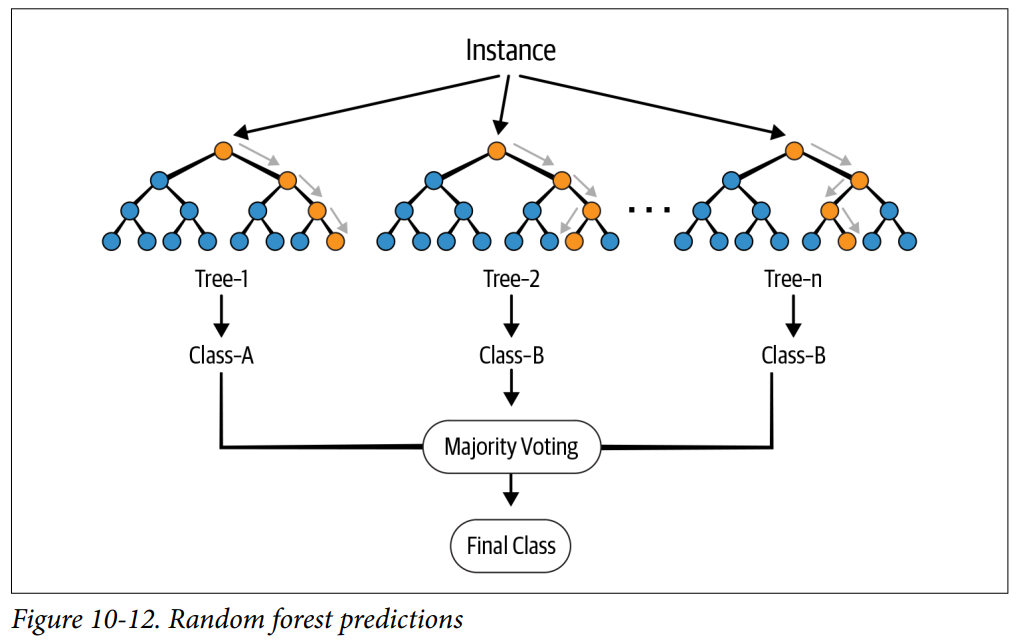 Instance
...
Tree-1
Tree-2
Tree-n
Class-A
Class-B
Class-B
Majority Voting
Final Class
Figure 10-12. Random forest predictions